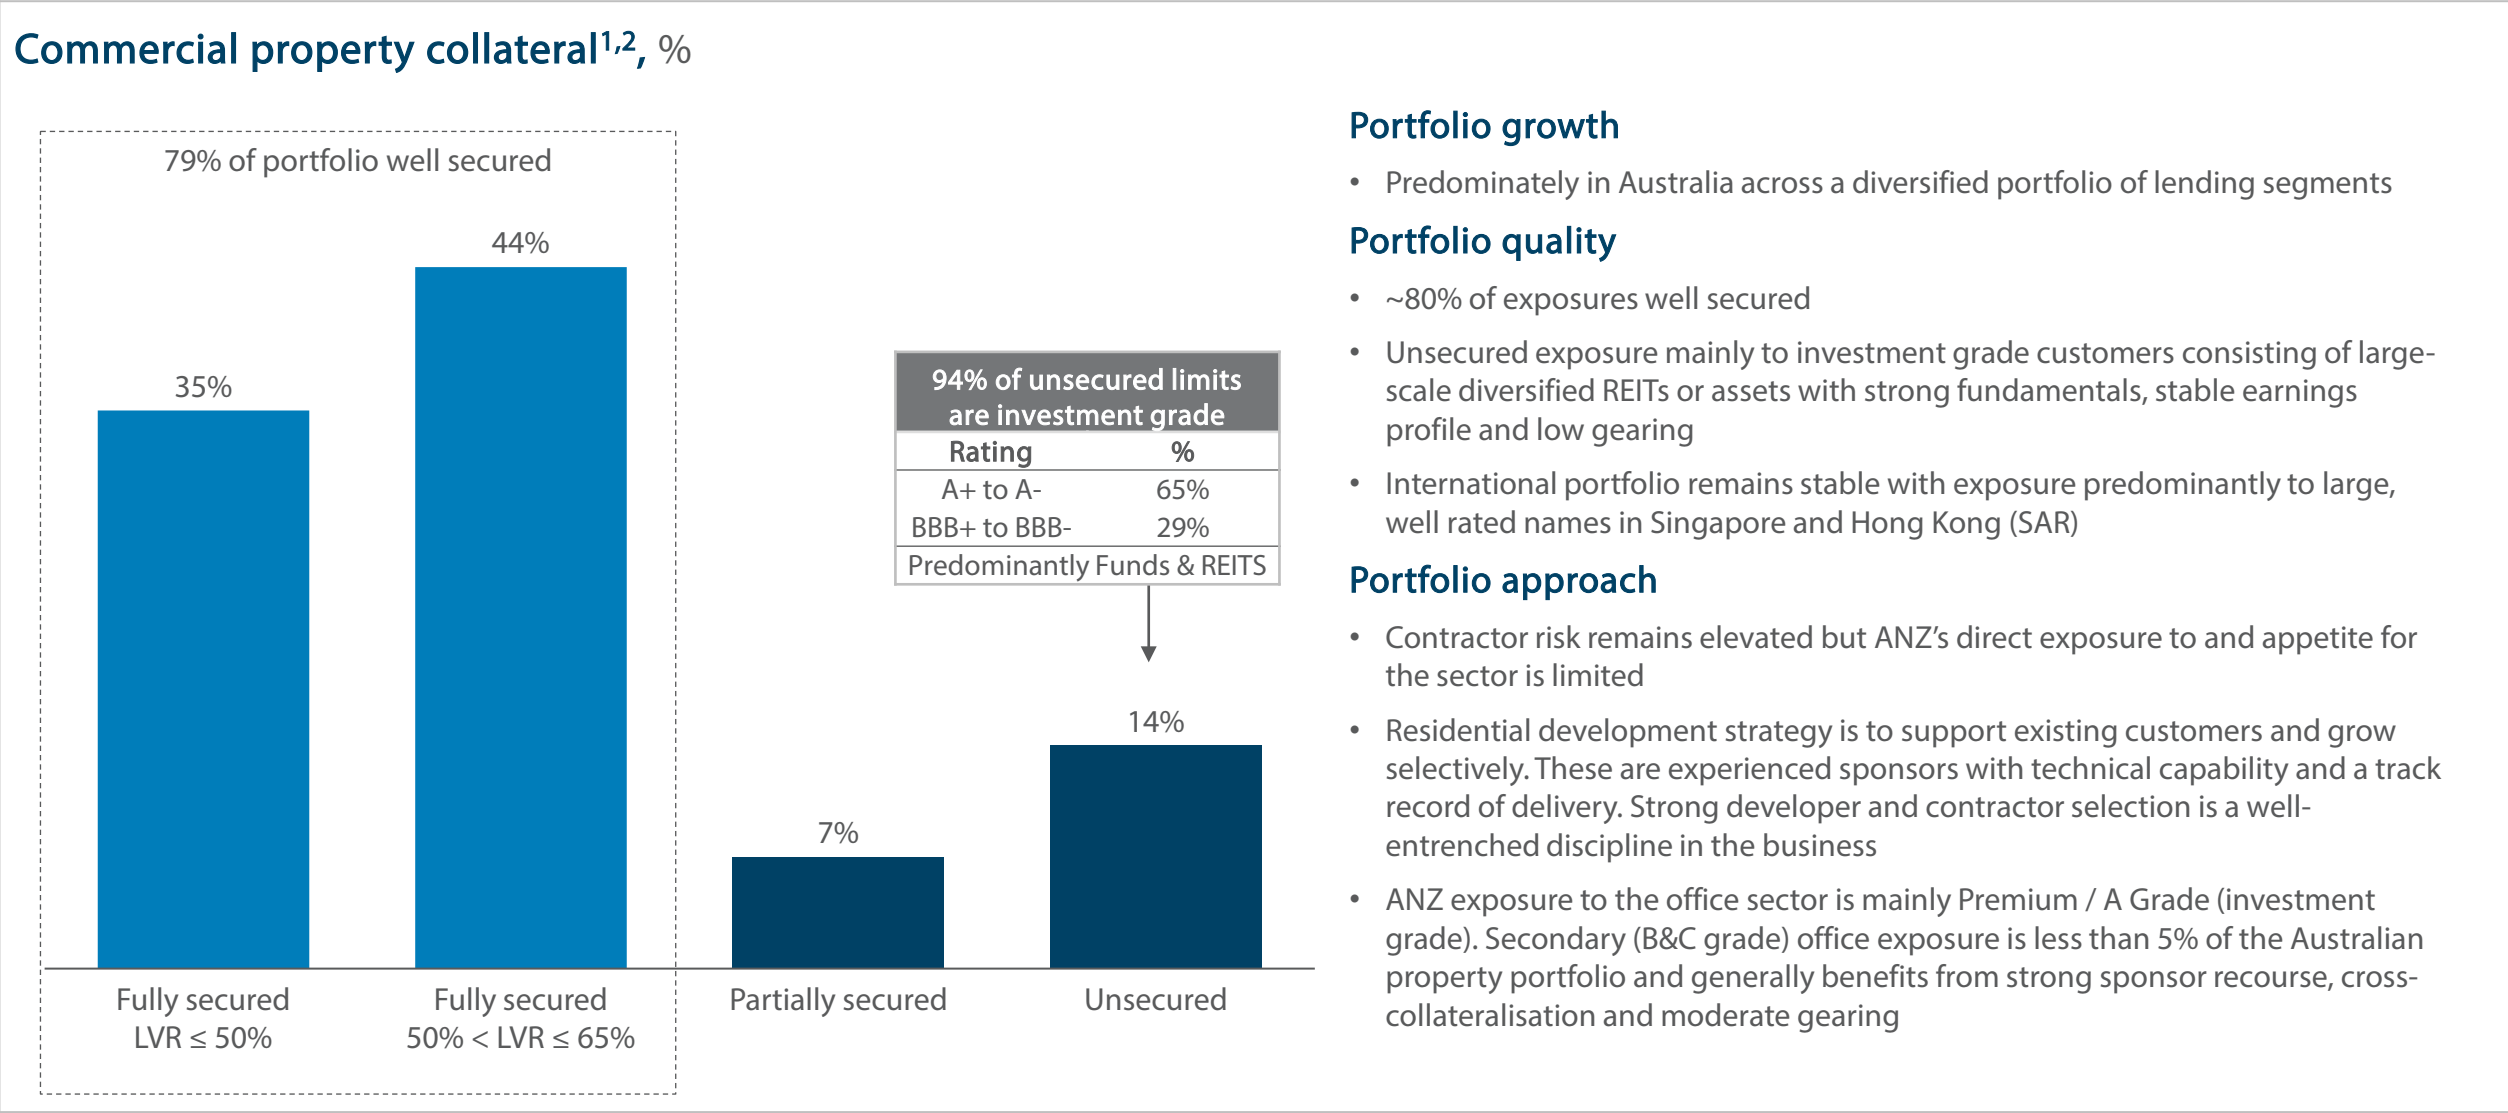 Commercial property collateral1,2, %
79% of portfolio well secured
35%
44%
7%
14%
94% of unsecured limits
are investment grade
Rating %
A+ to A- 65%
BBB+ to BBB- 29%
Predominantly Funds & REITS
Fully secured
LVR ≤ 50%
Fully secured
50% < LVR ≤ 65%
Partially secured
Unsecured
Portfolio growth
• Predominately in Australia across a diversified portfolio of lending segments
Portfolio quality
• ~80% of exposures well secured
• Unsecured exposure mainly to investment grade customers consisting of large-
scale diversified REITs or assets with strong fundamentals, stable earnings
profile and low gearing
• International portfolio remains stable with exposure predominantly to large,
well rated names in Singapore and Hong Kong (SAR)
Portfolio approach
• Contractor risk remains elevated but ANZ’s direct exposure to and appetite for
the sector is limited
• Residential development strategy is to support existing customers and grow
selectively. These are experienced sponsors with technical capability and a track
record of delivery. Strong developer and contractor selection is a well-
entrenched discipline in the business
• ANZ exposure to the office sector is mainly Premium / A Grade (investment
grade). Secondary (B&C grade) office exposure is less than 5% of the Australian
property portfolio and generally benefits from strong sponsor recourse, cross-
collateralisation and moderate gearing